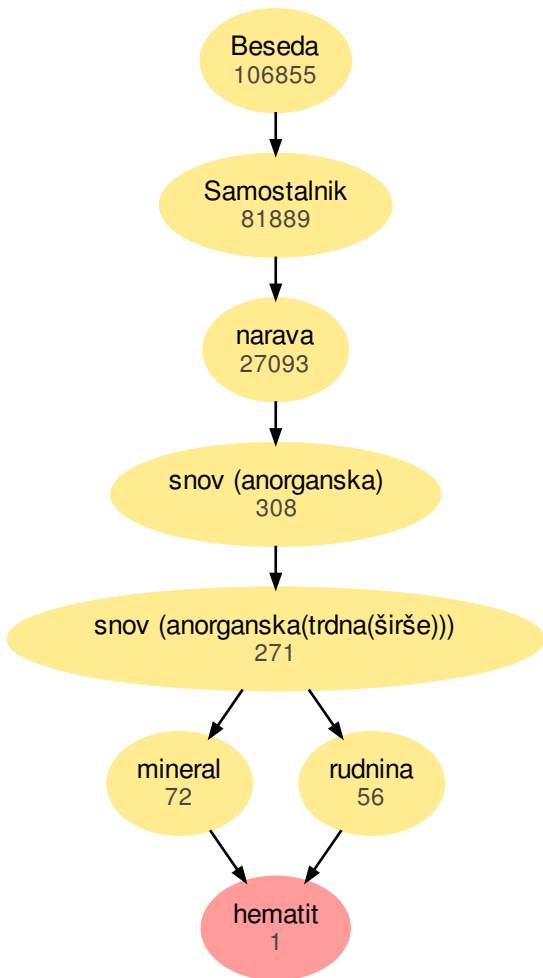 Beseda
106855
Samostalnik
81889
narava
27093
snov (anorganska)
308
snov (anorganska(trdna(širše)))
271
mineral
72
rudnina
56
hematit
1